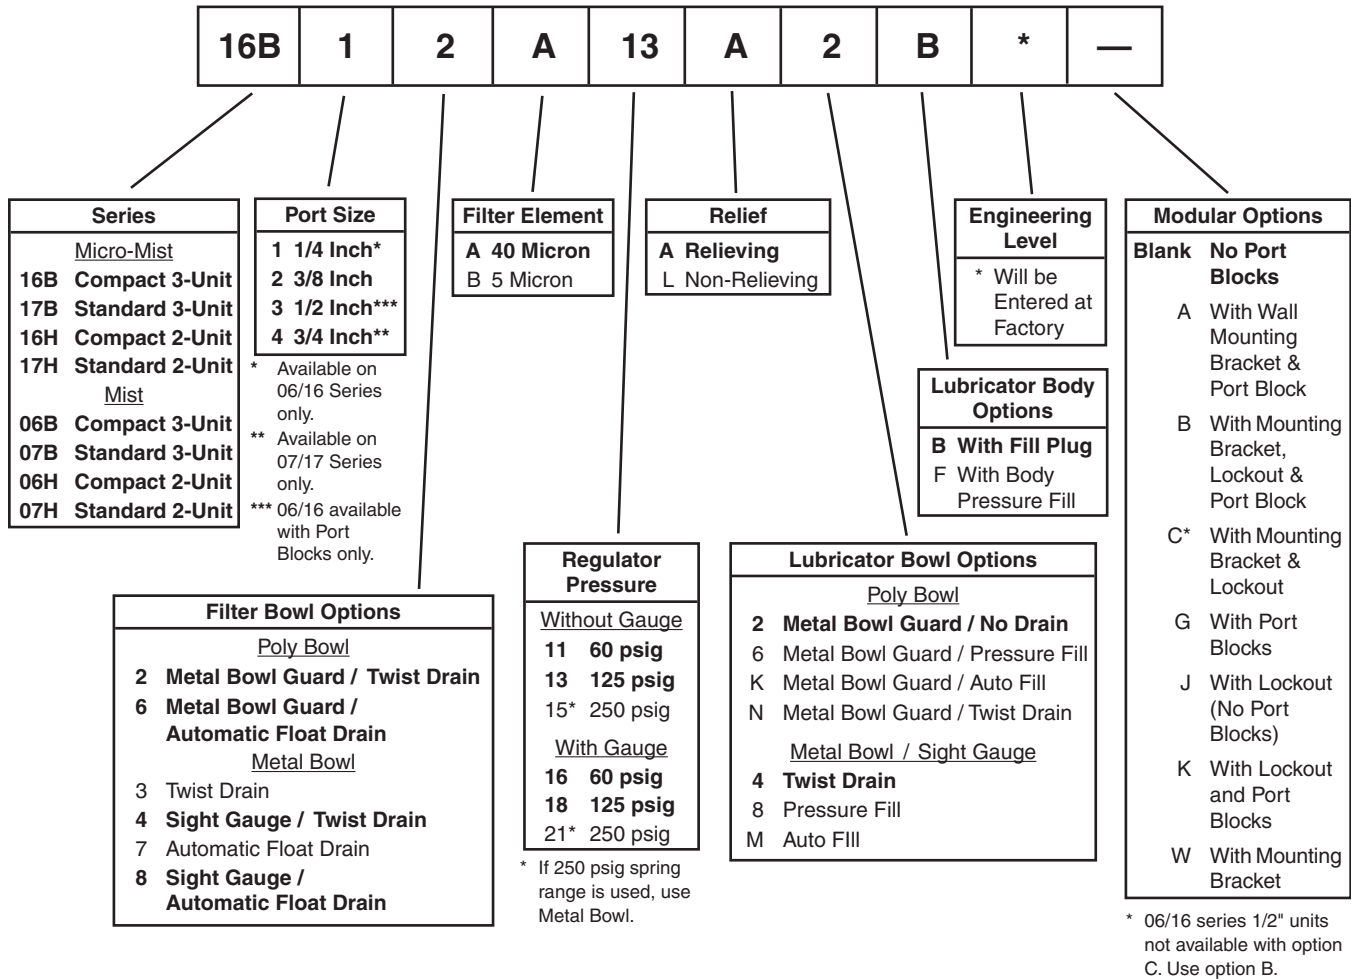 16B 1 2 A 13 A 2 B * —
Series
Micro-Mist
16B Compact 3-Unit
17B Standard 3-Unit
16H Compact 2-Unit
17H Standard 2-Unit
Mist
06B Compact 3-Unit
07B Standard 3-Unit
06H Compact 2-Unit
07H Standard 2-Unit
Port Size
1 1/4 Inch*
2 3/8 Inch
3 1/2 Inch***
4 3/4 Inch**
* Available on
06/16 Series
only.
** Available on
07/17 Series
only.
*** 06/16 available
with Port
Blocks only.
Filter Bowl Options
Poly Bowl
2 Metal Bowl Guard / Twist Drain
6 Metal Bowl Guard /
Automatic Float Drain
Metal Bowl
3 Twist Drain
4 Sight Gauge / Twist Drain
7 Automatic Float Drain
8 Sight Gauge /
Automatic Float Drain
Filter Element
A 40 Micron
B 5 Micron
Regulator
Pressure
Without Gauge
11 60 psig
13 125 psig
15* 250 psig
With Gauge
16 60 psig
18 125 psig
21* 250 psig
* If 250 psig spring
range is used, use
Metal Bowl.
Relief
A Relieving
L Non-Relieving
Lubricator Bowl Options
Poly Bowl
2 Metal Bowl Guard / No Drain
6 Metal Bowl Guard / Pressure Fill
K Metal Bowl Guard / Auto Fill
N Metal Bowl Guard / Twist Drain
Metal Bowl / Sight Gauge
4 Twist Drain
8 Pressure Fill
M Auto FIll
Lubricator Body
Options
B With Fill Plug
F With Body
Pressure Fill
Engineering
Level
* Will be
Entered at
Factory
Modular Options
Blank No Port
Blocks
A With Wall
Mounting
Bracket &
Port Block
B With Mounting
Bracket,
Lockout &
Port Block
C* With Mounting
Bracket &
Lockout
G With Port
Blocks
J With Lockout
(No Port
Blocks)
K With Lockout
and Port
Blocks
W With Mounting
Bracket
* 06/16 series 1/2" units
not available with option
C. Use option B.